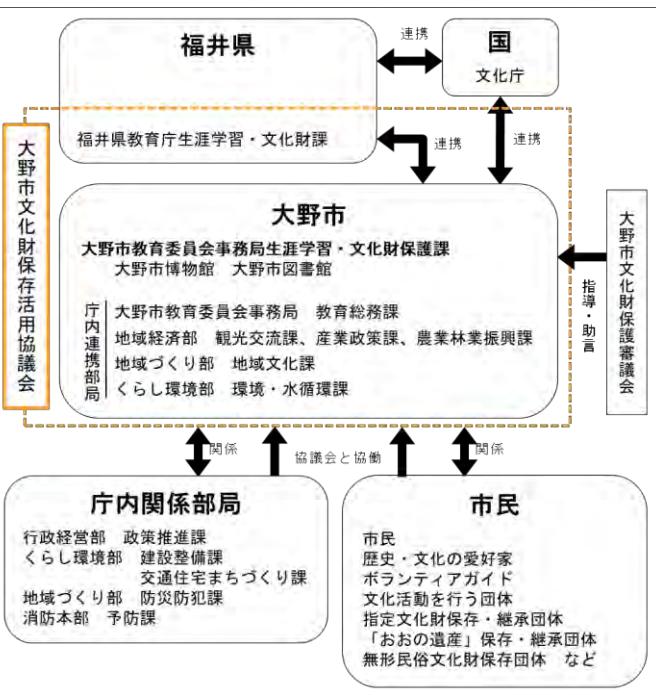 福井県
福井県教育庁生涯学習・文化財課
連携
国
文化庁
連携
連携
大野市文化財保存活用協議会
大野市
大野市教育委員会事務局生涯学習・文化財保護課
大野市博物館　大野市図書館
庁内連携部局
大野市教育委員会事務局　教育総務課
地域経済部　観光交流課、産業政策課、農業林業振興課
地域づくり部　地域文化課
くらし環境部　環境・水循環課
指導・助言
大野市文化財保護審議会
関係
協議会と協働
関係
庁内関係部局
行政経営部　政策推進課
くらし環境部　建設整備課
交通住宅まちづくり課
地域づくり部　防災防犯課
消防本部　予防課
市民
市民
歴史・文化の愛好家
ボランティアガイド
文化活動を行う団体
指定文化財保存・継承団体
「おおの遺産」保存・継承団体
無形民俗文化財保存団体　など